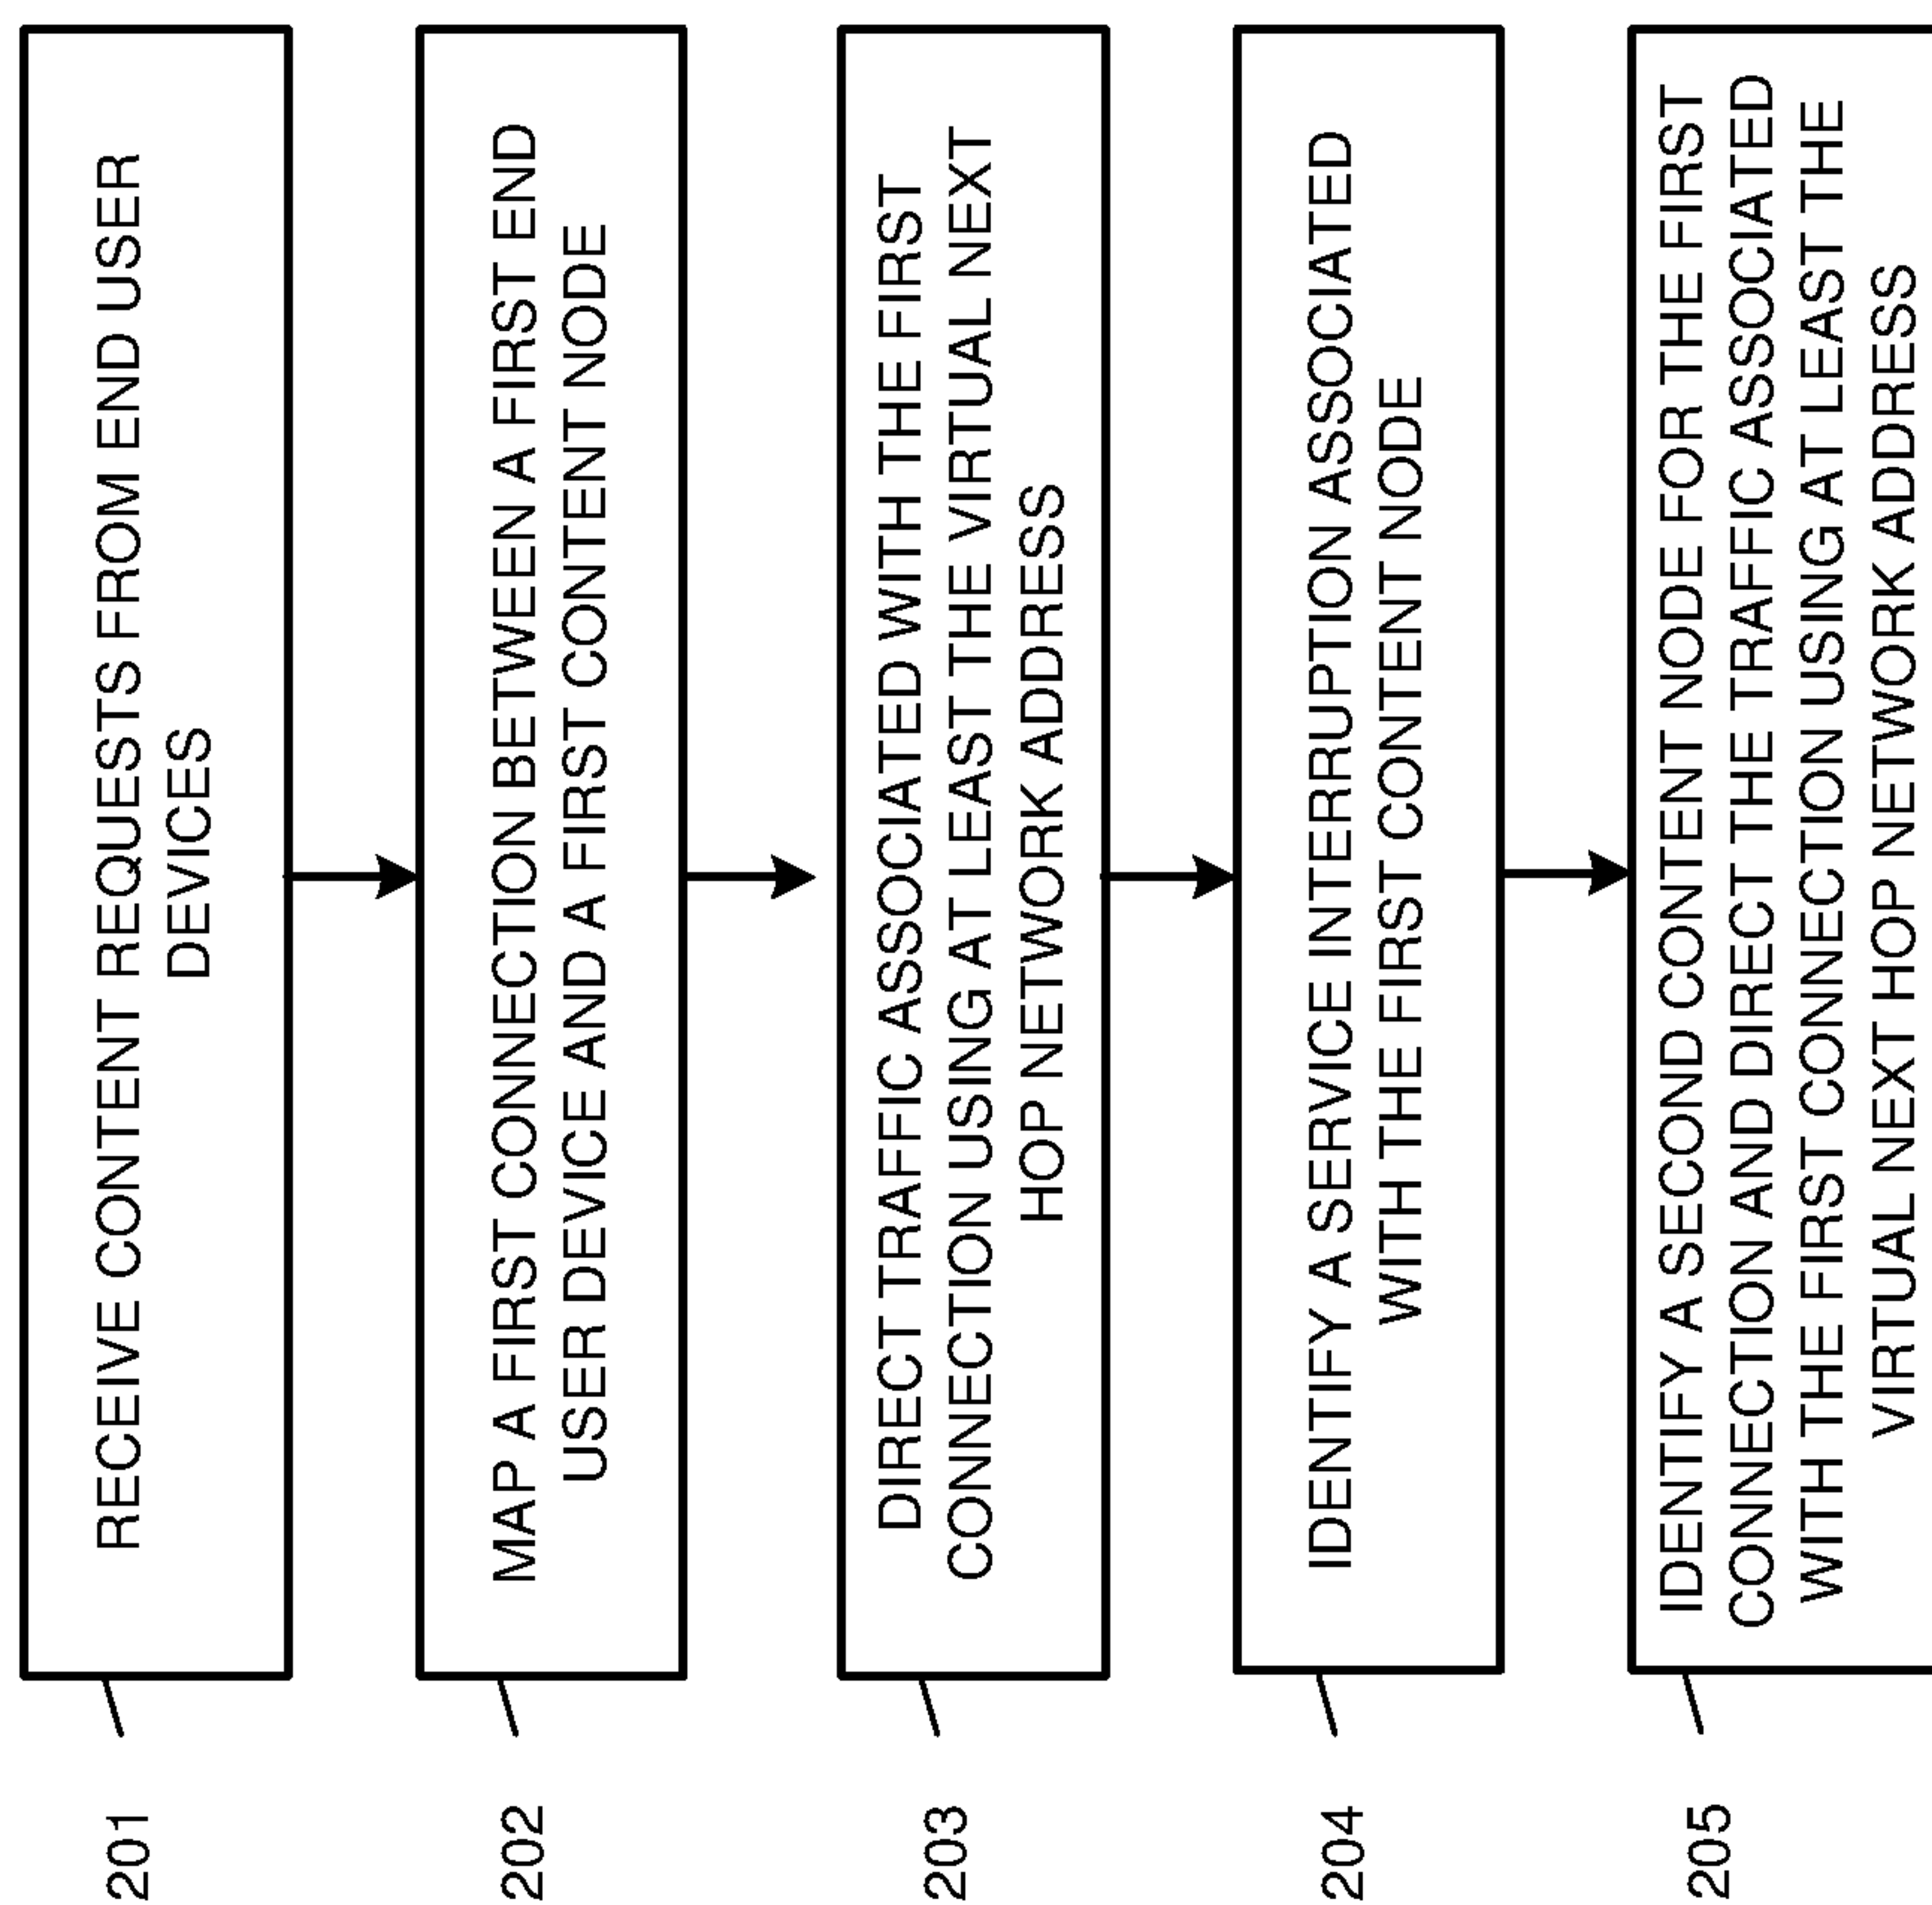 201
RECEIVE CONTENT REQUESTS FROM END USER
DEVICES
202
MAP A FIRST CONNECTION BETWEEN A FIRST END
USER DEVICE AND A FIRST CONTENT NODE
203
DIRECT TRAFFIC ASSOCIATED WITH THE FIRST
CONNECTION USING AT LEAST THE VIRTUAL NEXT
HOP NETWORK ADDRESS
204
IDENTIFY A SERVICE INTERRUPTION ASSOCIATED
WITH THE FIRST CONTENT NODE
205
IDENTIFY A SECOND CONTENT NODE FOR THE FIRST
CONNECTION AND DIRECT THE TRAFFIC ASSOCIATED
WITH THE FIRST CONNECTION USING AT LEAST THE
VIRTUAL NEXT HOP NETWORK ADDRESS